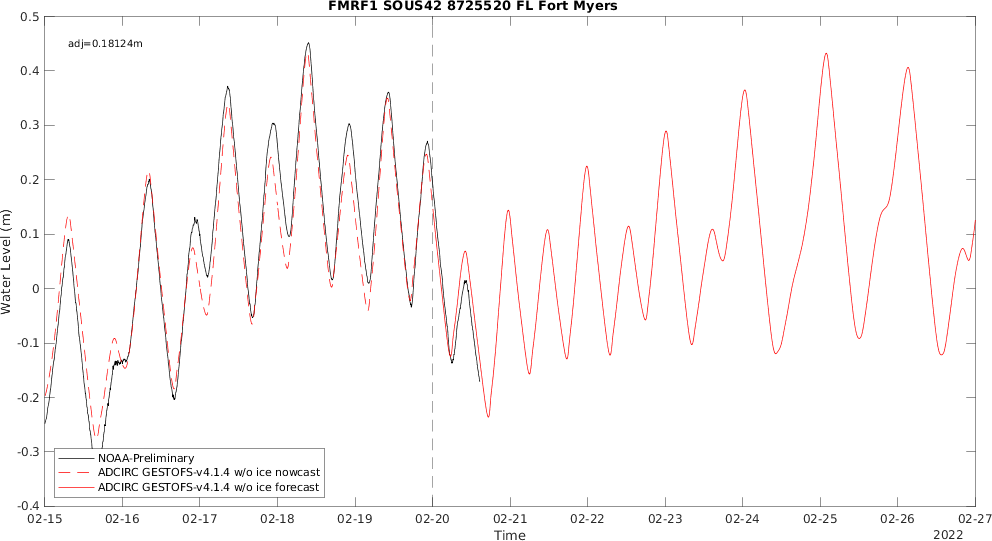 FMRF1 SOUS42 8725520 FL Fort Myers
adj=0.18124m
0.5
0.4
0.3
0.2
0.1
0
-0.1
-0.2
-0.3
-0.4
Water Level (m)
NOAA-Preliminary
ADCIRC GESTOFS-v4.1.4 w/o ice nowcast
ADCIRC GESTOFS-v4.1.4 w/o ice forecast
02-15 02-16 02-17 02-18 02-19 02-20 02-21 02-22 02-23 02-24 02-25 02-26 02-27
Time
2022